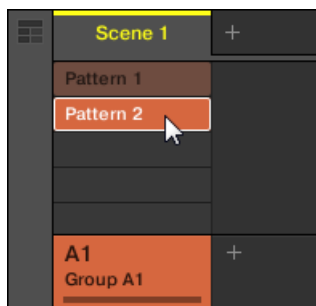 Scene 1
+
Pattern 1
Pattern 2
A1
+
Group A1